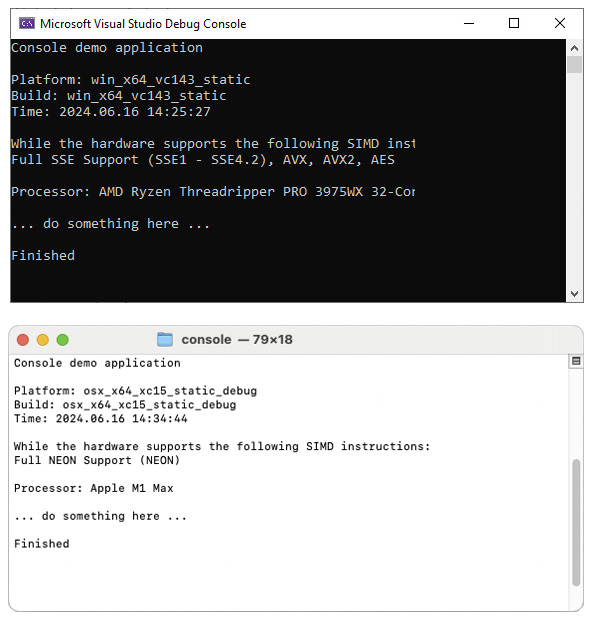 Microsoft Visual Studio Debug Console
Console demo application
Platform: win_x64_vc143_static
Build: win_x64_vc143_static
Time: 2024.06.16 14:25:27
While the hardware supports the following SIMD inst
Full SSE Support (SSE1 - SSE4.2), AVX, AVX2, AES
Processor: AMD Ryzen Threadripper PRO 3975WX 32-Cor
... do something here ...
Finished
console — 79×18
Console demo application
Platform: osx_x64_xc15_static_debug
Build: osx_x64_xc15_static_debug
Time: 2024.06.16 14:34:44
While the hardware supports the following SIMD instructions:
Full NEON Support (NEON)
Processor: Apple M1 Max
... do something here ...
Finished